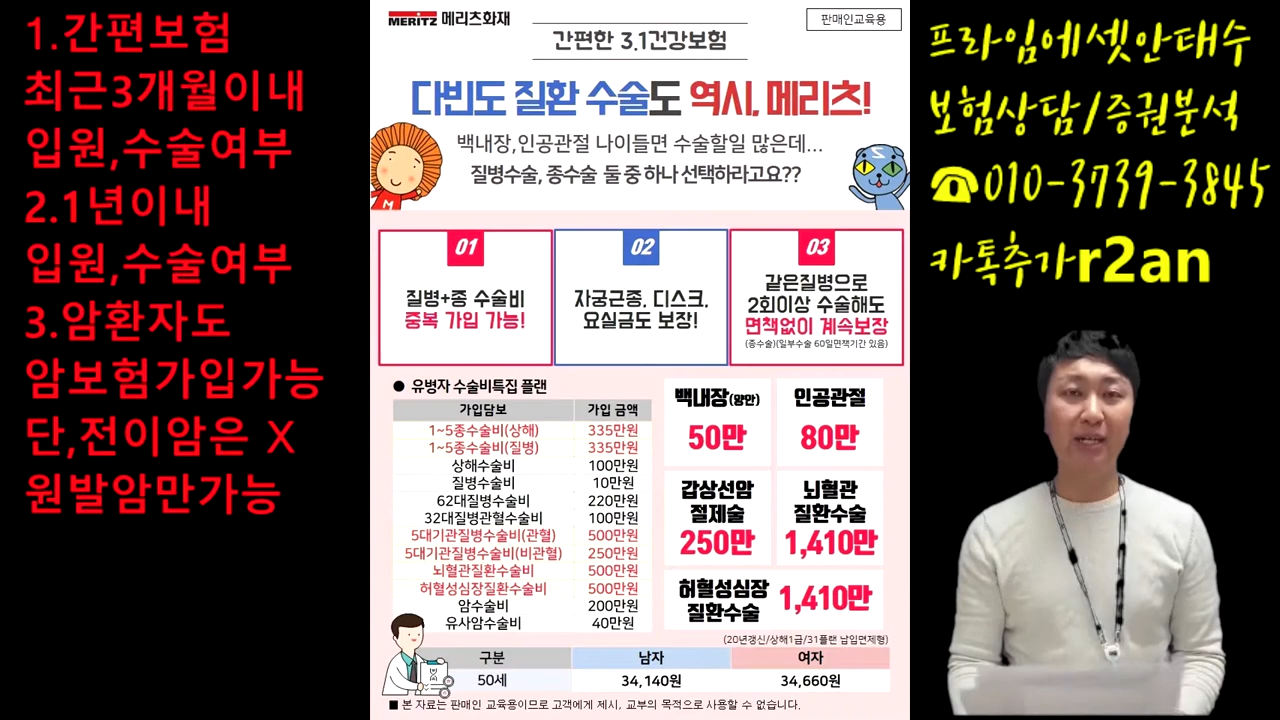 1.간편보험
최근3개월이내
입원,수술여부
2.1년이내
입원,수술여부
3.암환자도
암보험가입가능
단,전이암은 X
원발암만가능
MERITZ 메리츠화재
판매인교육용
간편한 3.1건강보험
다빈도 질환 수술도 역시, 메리츠!
백내장,인공관절 나이들면 수술할일 많은데...
질병수술, 종수술 둘 중 하나 선택하라고요??
M
01
질병+종 수술비
중복 가입 가능!
02
자궁근종, 디스크,
요실금도 보장!
03
같은질병으로
2회이상 수술해도
면책없이 계속보장
(종수술)(일부수술 60일면책기간 있음)
● 유병자 수술비특집 플랜
가입담보 가입 금액
1~5종수술비(상해) 335만원
1~5종수술비(질병) 335만원
상해수술비 100만원
질병수술비 10만원
62대질병수술비 220만원
32대질병관혈수술비 100만원
5대기관질병수술비(관혈) 500만원
5대기관질병수술비(비관혈) 250만원
뇌혈관질환수술비 500만원
허혈성심장질환수술비 500만원
암수술비 200만원
유사암수술비 40만원
백내장(양안)
50만
인공관절
80만
갑상선암
절제술
250만
뇌혈관
질환수술
1,410만
허혈성심장
질환수술
1,410만
(20년갱신/상해1급/31플랜 납입면제형)
구분 남자 여자
50세 34,140원 34,660원
■ 본 자료는 판매인 교육용이므로 고객에게 제시, 교부의 목적으로 사용할 수 없습니다.
프라임에셋안태수
보험상담/증권분석
☎010-3739-3845
카톡추가r2an